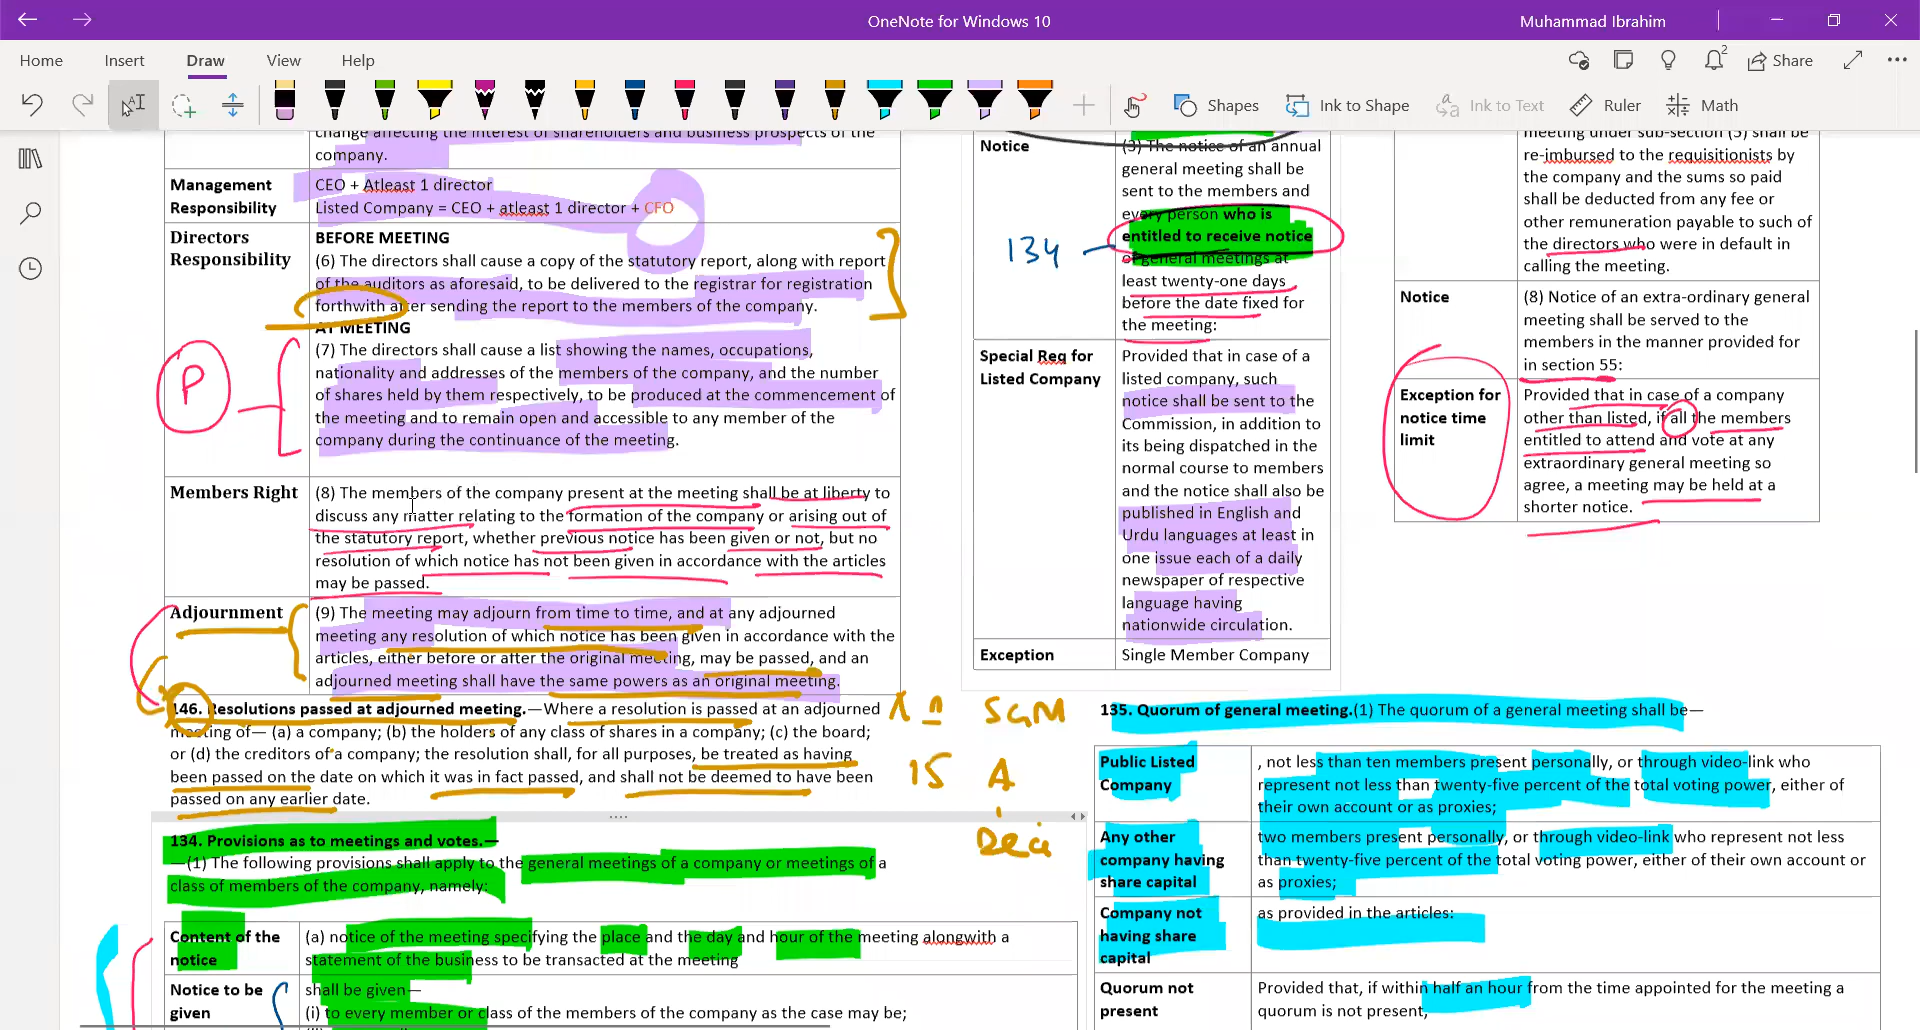 OneNote for Windows 10
Muhammad Ibrahim
Home
Insert
Draw
View
Help
2
Share
Shapes
Ink to Shape
Ink to Text
Ruler
Math
change affecting the interest of shareholders and business prospects of the
company.
Management
Responsibility
CEO + Atleast 1 director
Listed Company = CEO + atleast 1 director + CFO
Directors
Responsibility
BEFORE MEETING
(6) The directors shall cause a copy of the statutory report, along with report
of the auditors as aforesaid, to be delivered to the registrar for registration
forthwith after sending the report to the members of the company.
AT MEETING
(7) The directors shall cause a list showing the names, occupations,
nationality and addresses of the members of the company, and the number
of shares held by them respectively, to be produced at the commencement of
the meeting and to remain open and accessible to any member of the
company during the continuance of the meeting.
P
Members Right
(8) The members of the company present at the meeting shall be at liberty to
discuss any matter relating to the formation of the company or arising out of
the statutory report, whether previous notice has been given or not, but no
resolution of which notice has not been given in accordance with the articles
may be passed.
Adjournment
(9) The meeting may adjourn from time to time, and at any adjourned
meeting any resolution of which notice has been given in accordance with the
articles, either before or after the original meeting, may be passed, and an
adjourned meeting shall have the same powers as an original meeting.
146. Resolutions passed at adjourned meeting.—Where a resolution is passed at an adjourned
meeting of— (a) a company; (b) the holders of any class of shares in a company; (c) the board;
or (d) the creditors of a company; the resolution shall, for all purposes, be treated as having
been passed on the date on which it was in fact passed, and shall not be deemed to have been
passed on any earlier date.
SGM
15 A
Dec
134. Provisions as to meetings and votes.—
—(1) The following provisions shall apply to the general meetings of a company or meetings of a
class of members of the company, namely:
Content of the
notice
(a) notice of the meeting specifying the place and the day and hour of the meeting alongwith a
statement of the business to be transacted at the meeting
Notice to be
given
shall be given—
(i) to every member or class of the members of the company as the case may be;
Notice
(3) The notice of an annual
general meeting shall be
sent to the members and
every person who is
entitled to receive notice
of general meetings at
least twenty-one days
before the date fixed for
the meeting:
134
Special Req for
Listed Company
Provided that in case of a
listed company, such
notice shall be sent to the
Commission, in addition to
its being dispatched in the
normal course to members
and the notice shall also be
published in English and
Urdu languages at least in
one issue each of a daily
newspaper of respective
language having
nationwide circulation.
Exception
Single Member Company
meeting under sub-section (5) shall be
re-imbursed to the requisitionists by
the company and the sums so paid
shall be deducted from any fee or
other remuneration payable to such of
the directors who were in default in
calling the meeting.
Notice
(8) Notice of an extra-ordinary general
meeting shall be served to the
members in the manner provided for
in section 55:
Exception for
notice time
limit
Provided that in case of a company
other than listed, if all the members
entitled to attend and vote at any
extraordinary general meeting so
agree, a meeting may be held at a
shorter notice.
135. Quorum of general meeting.(1) The quorum of a general meeting shall be—
Public Listed
Company
, not less than ten members present personally, or through video-link who
represent not less than twenty-five percent of the total voting power, either of
their own account or as proxies;
Any other
company having
share capital
two members present personally, or through video-link who represent not less
than twenty-five percent of the total voting power, either of their own account or
as proxies;
Company not
having share
capital
as provided in the articles:
Quorum not
present
Provided that, if within half an hour from the time appointed for the meeting a
quorum is not present,